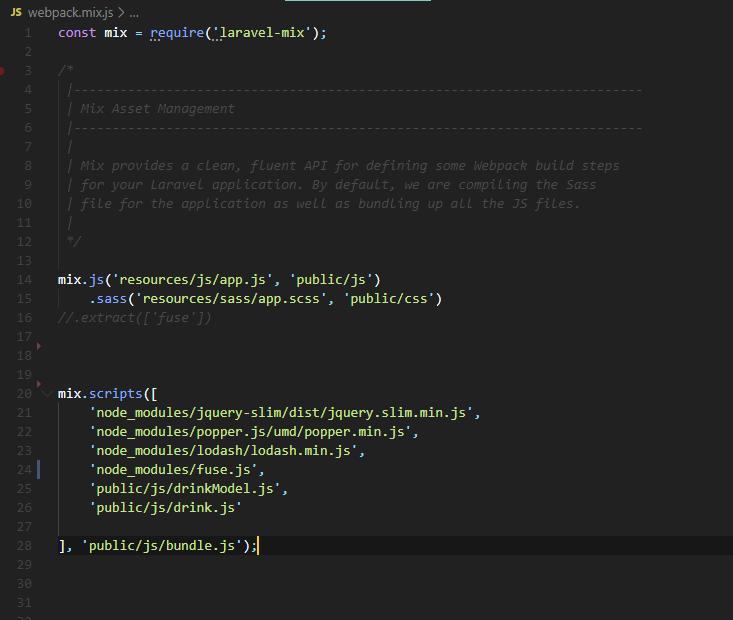 JS webpack.mix.js > ...
1 const mix = require('laravel-mix');
2
3 /*
4 |--------------------------------------------------------------------------
5 | Mix Asset Management
6 |--------------------------------------------------------------------------
7 |
8 | Mix provides a clean, fluent API for defining some Webpack build steps
9 | for your Laravel application. By default, we are compiling the Sass
10 | file for the application as well as bundling up all the JS files.
11 |
12 */
13
14 mix.js('resources/js/app.js', 'public/js')
15 .sass('resources/sass/app.scss', 'public/css')
16 //.extract(['fuse'])
17
18
19
20 mix.scripts([
21 'node_modules/jquery-slim/dist/jquery.slim.min.js',
22 'node_modules/popper.js/umd/popper.min.js',
23 'node_modules/lodash/lodash.min.js',
24 'node_modules/fuse.js',
25 'public/js/drinkModel.js',
26 'public/js/drink.js'
27
28 ], 'public/js/bundle.js');
29
30
31